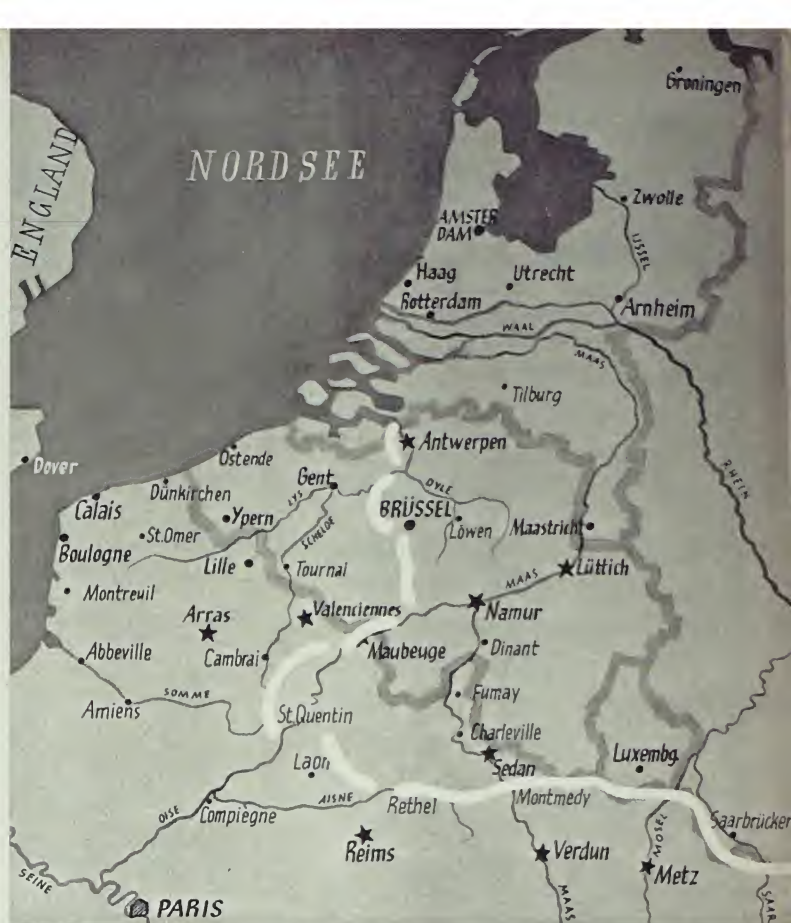 Groningen
ENGLAND
NORDSEE
Zwolle
AMSTER
DAM
IJSSEL
Haag
Utrecht
Rotterdam
Arnheim
WAAL
MAAS
Tilburg
RHEIN
Antwerpen
Dover
Ostende
Gent
DYLE
Calais
Dünkirchen
LYS
BRÜSSEL
Ypern
SCHELDE
Löwen
Maastricht
Boulogne
St.Omer
Lille
Tournai
MAAS
Lüttich
Montreuil
Valenciennes
Namur
Arras
Abbeville
Cambrai
Maubeuge
Dinant
Amiens
SOMME
Fumay
St.Quentin
Charleville
Laon
Sedan
Luxembg.
OISE
Compiègne
AISNE
Rethel
Montmedy
Saarbrücken
Reims
Verdun
MOSEL
Metz
SEINE
PARIS
MAAS
SAAR